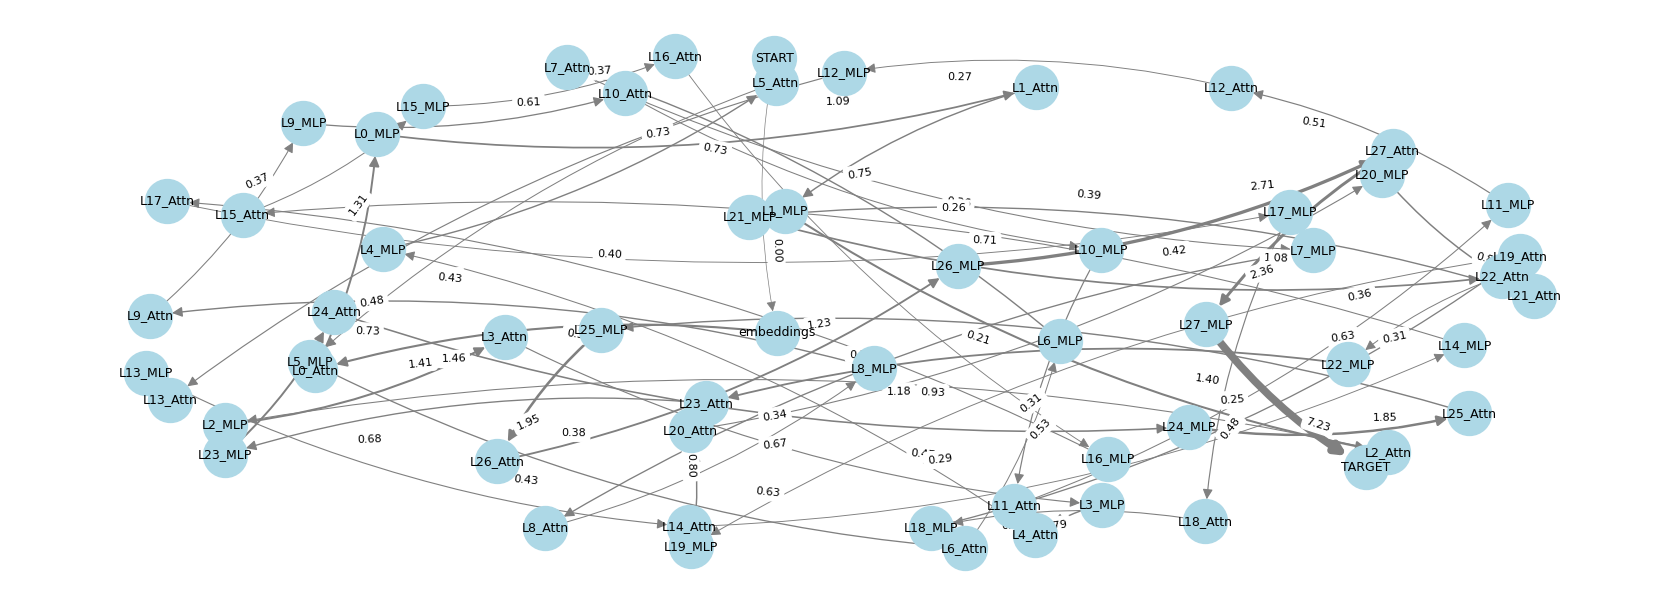 START
L16_Attn
L7_Attn
0.37
L12_MLP
L5_Attn
0.27
L1_Attn
L12_Attn
L10_Attn
0.61
1.09
L15_MLP
L9_MLP
L0_MLP
0.51
0.73
0.73
L27_Attn
0.75
L20_MLP
0.37
L17_Attn
L15_Attn
1.31
2.71
0.39
0.26
L21_MLP
L1_MLP
L17_MLP
L11_MLP
0.71
L4_MLP
0.00
L10_MLP
0.42
L7_MLP
0.40
L26_MLP
2.36
L19_Attn
0.43
L22_Attn
0.36
L21_Attn
0.48
L24_Attn
L9_Attn
0.73
1.23
embeddings
L25_MLP
L3_Attn
0.21
L6_MLP
L27_MLP
0.63
0.31
L14_MLP
L5_MLP
L0_Attn
1.41
1.46
L8_MLP
L22_MLP
L13_MLP
L13_Attn
1.40
1.18
0.93
0.25
L23_Attn
0.31
0.34
L2_MLP
1.95
0.38
L20_Attn
0.53
L24_MLP
0.48
1.85
L25_Attn
7.23
0.68
0.67
L23_MLP
0.29
L26_Attn
0.80
L16_MLP
L2_Attn
TARGET
0.43
0.63
L11_Attn
L3_MLP
L8_Attn
L14_Attn
L19_MLP
L18_MLP
L6_Attn
L4_Attn
L18_Attn